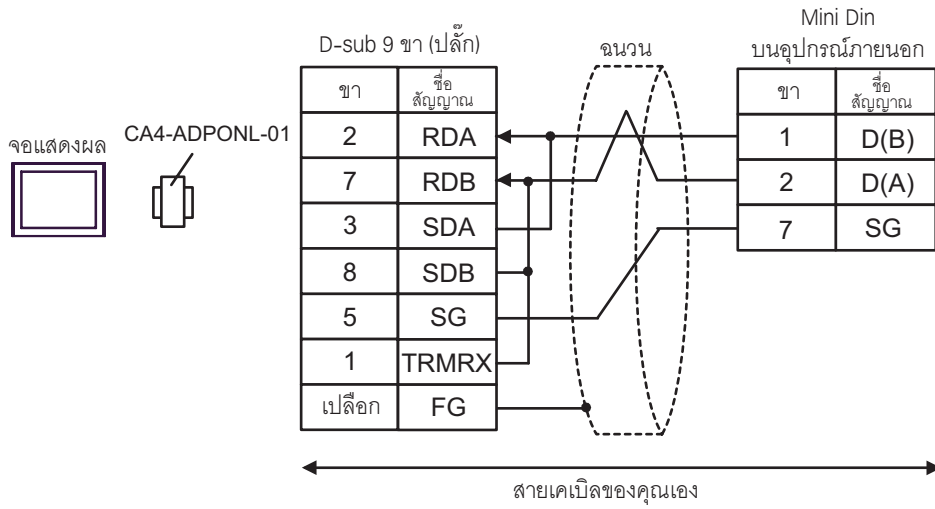 Mini Din
D-sub 9 ขา (ปลั๊ก)
ฉนวน
บนอุปกรณ์ภายนอก
ขา ชื่อสัญญาณ
ขา ชื่อสัญญาณ
จอแสดงผล
CA4-ADPONL-01
2 RDA
1 D(B)
7 RDB
2 D(A)
3 SDA
7 SG
8 SDB
5 SG
1 TRMRX
เปลือก FG
สายเคเบิลของคุณเอง